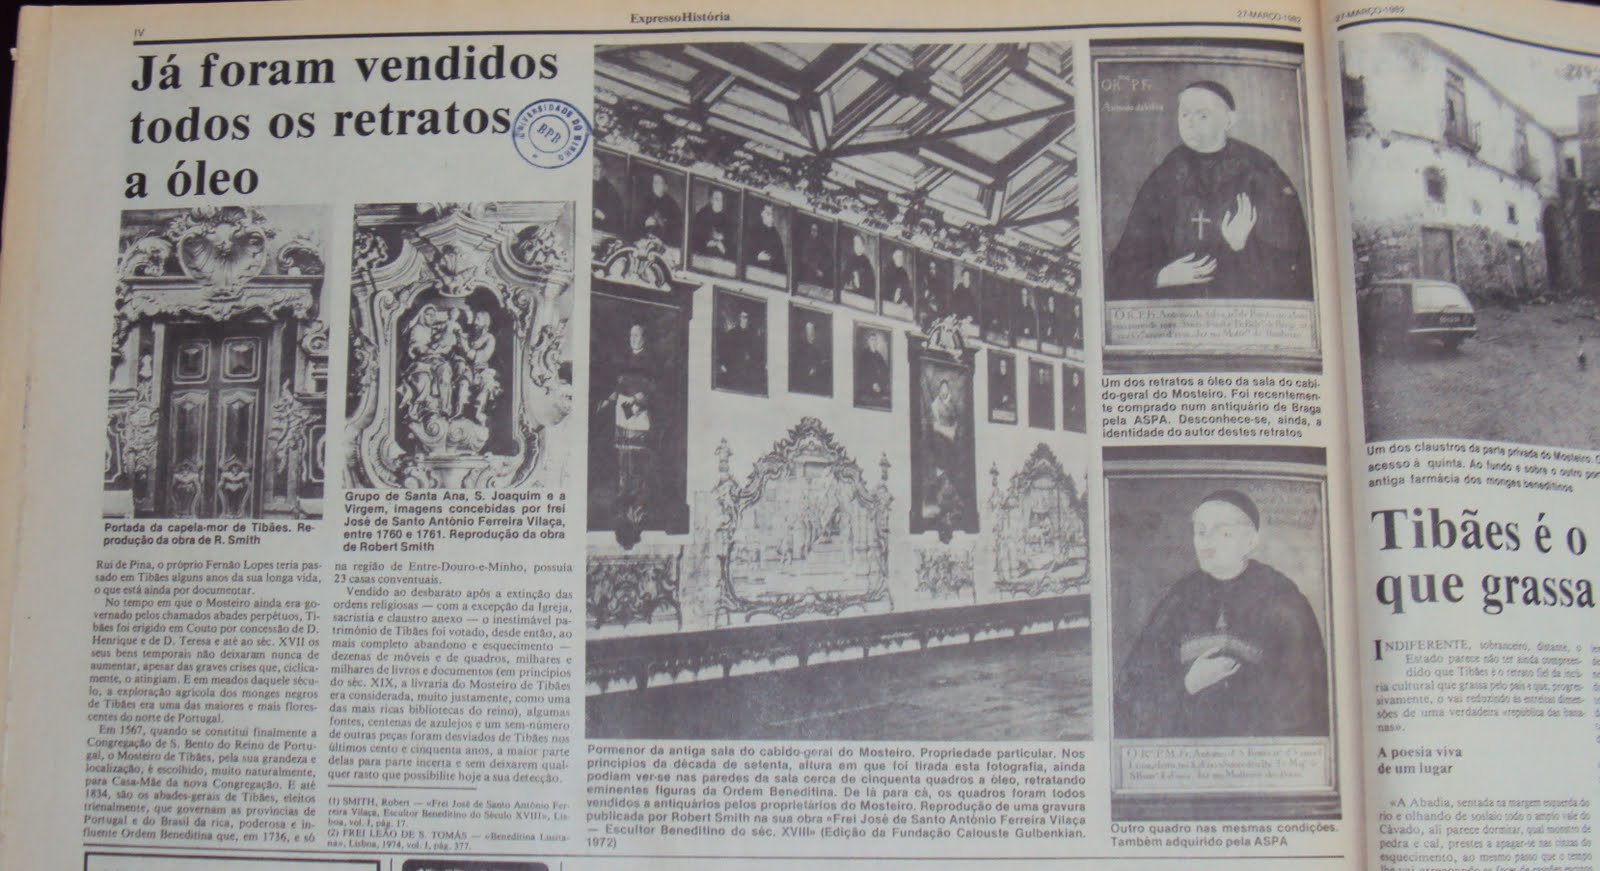 IV
ExpressoHistória
27-MARÇO-1982
Já foram vendidos
todos os retratos
a óleo
UNIVERSIDADE DO MINHO
BPB
Portada da capela-mor de Tibães. Re-
produção da obra de R. Smith
Grupo de Santa Ana, S. Joaquim e a
Virgem, imagens concebidas por frei
José de Santo António Ferreira Vilaça,
entre 1760 e 1761. Reprodução da obra
de Robert Smith
Rui de Pina, o próprio Fernão Lopes teria pas-
sado em Tibães alguns anos da sua longa vida,
o que está ainda por documentar.
No tempo em que o Mosteiro ainda era go-
vernado pelos chamados abades perpétuos, Ti-
bães foi erigido em Couto por concessão de D.
Henrique e de D. Teresa e até ao séc. XVII os
seus bens temporais não deixaram nunca de
aumentar, apesar das graves crises que, ciclica-
mente, o atingiam. E em meados daquele sécu-
lo, a exploração agrícola dos monges negros
de Tibães era uma das maiores e mais flores-
centes do norte de Portugal.
Em 1567, quando se constitui finalmente a
Congregação de S. Bento do Reino de Portu-
gal, o Mosteiro de Tibães, pela sua grandeza e
localização, é escolhido, muito naturalmente,
para Casa-Mãe da nova Congregação. E até
1834, são os abades-gerais de Tibães, eleitos
trienalmente, que governam as províncias de
Portugal e do Brasil da rica, poderosa e in-
fluente Ordem Beneditina que, em 1736, e só
na região de Entre-Douro-e-Minho, possuia
23 casas conventuais.
Vendido ao desbarato após a extinção das
ordens religiosas — com a excepção da Igreja,
sacristia e claustro anexo — o inestimável pa-
trimónio de Tibães foi votado, desde então, ao
mais completo abandono e esquecimento —
dezenas de móveis e de quadros, milhares e
milhares de livros e documentos (em princípios
do séc. XIX, a livraria do Mosteiro de Tibães
era considerada, muito justamente, como uma
das mais ricas bibliotecas do reino), algumas
fontes, centenas de azulejos e um sem-número
de outras peças foram desviados de Tibães nos
últimos cento e cinquenta anos, a maior parte
delas para parte incerta e sem deixarem qual-
quer rasto que possibilite hoje a sua detecção.
(1) SMITH, Robert — «Frei José de Santo António Fer-
reira Vilaça, Escultor Beneditino do Século XVIII», Lis-
boa, vol. I, pág. 17.
(2) FREI LEÃO DE S. TOMÁS — «Beneditina Lusita-
na», Lisboa, 1974, vol. I, pág. 377.
Pormenor da antiga sala do cabido-geral do Mosteiro. Propriedade particular. Nos
princípios da década de setenta, altura em que foi tirada esta fotografia, ainda
podiam ver-se nas paredes da sala cerca de cinquenta quadros a óleo, retratando
eminentes figuras da Ordem Beneditina. De lá para cá, os quadros foram todos
vendidos a antiquários pelos proprietários do Mosteiro. Reprodução de uma gravura
publicada por Robert Smith na sua obra «Frei José de Santo António Ferreira Vilaça
— Escultor Beneditino do séc. XVIII» (Edição da Fundação Calouste Gulbenkian.
1972)
Um dos retratos a óleo da sala do cabi-
do-geral do Mosteiro. Foi recentemen-
te comprado num antiquário de Braga
pela ASPA. Desconhece-se, ainda, a
identidade do autor destes retratos
Outro quadro nas mesmas condições.
Também adquirido pela ASPA
27-MARÇO-1982
Um dos claustros da parte privada do Mosteiro.
acesso à quinta. Ao fundo e sobre o outro
antiga farmácia dos monges beneditinos
Tibães é o
que grassa
INDIFERENTE, sobranceiro, distante, o
Estado parece não ter ainda compreen-
dido que Tibães é o retrato fiel da incú-
ria cultural que grassa pelo país e que, progres-
sivamente, o vai reduzindo às estreitas dimen-
sões de uma verdadeira «república das bana-
nas».
A poesia viva
de um lugar
«A Abadia, sentada na margem esquerda do
rio e olhando de soslaio todo o amplo vale do
Cávado, ali parece dormitar, qual monstro de
pedra e cal, prestes a apagar-se nas cinzas do
esquecimento, ao mesmo passo que o tempo